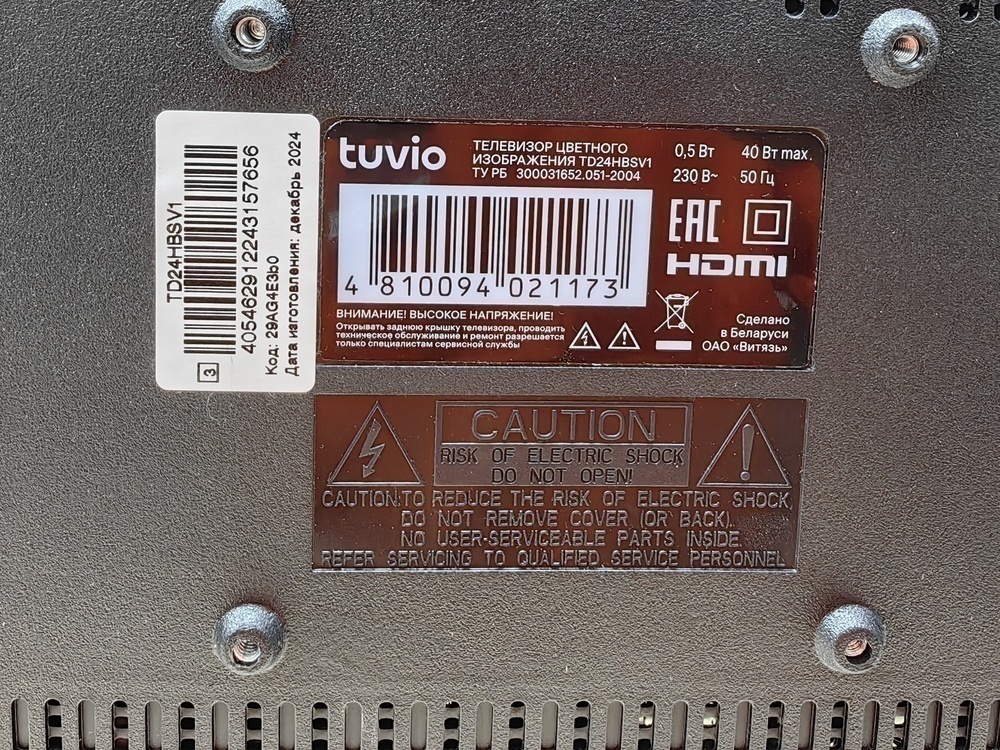 TD24HBSV1
4054629122431​57656
Код: 29AG4E3b0
Дата изготовления: декабрь 2024
3
tuvio
ТЕЛЕВИЗОР ЦВЕТНОГО
ИЗОБРАЖЕНИЯ TD24HBSV1
ТУ РБ 300031652.051-2004
0,5 Вт 40 Вт max.
230 В~ 50 Гц
EAC
HDMI
4 810094 021173
ВНИМАНИЕ! ВЫСОКОЕ НАПРЯЖЕНИЕ!
Открывать заднюю крышку телевизора, проводить
техническое обслуживание и ремонт разрешается
только специалистам сервисной службы
Сделано
в Беларуси
ОАО «Витязь»
CAUTION
RISK OF ELECTRIC SHOCK
DO NOT OPEN!
CAUTION:TO REDUCE THE RISK OF ELECTRIC SHOCK,
DO NOT REMOVE COVER (OR BACK).
NO USER-SERVICEABLE PARTS INSIDE.
REFER SERVICING TO QUALIFIED SERVICE PERSONNEL